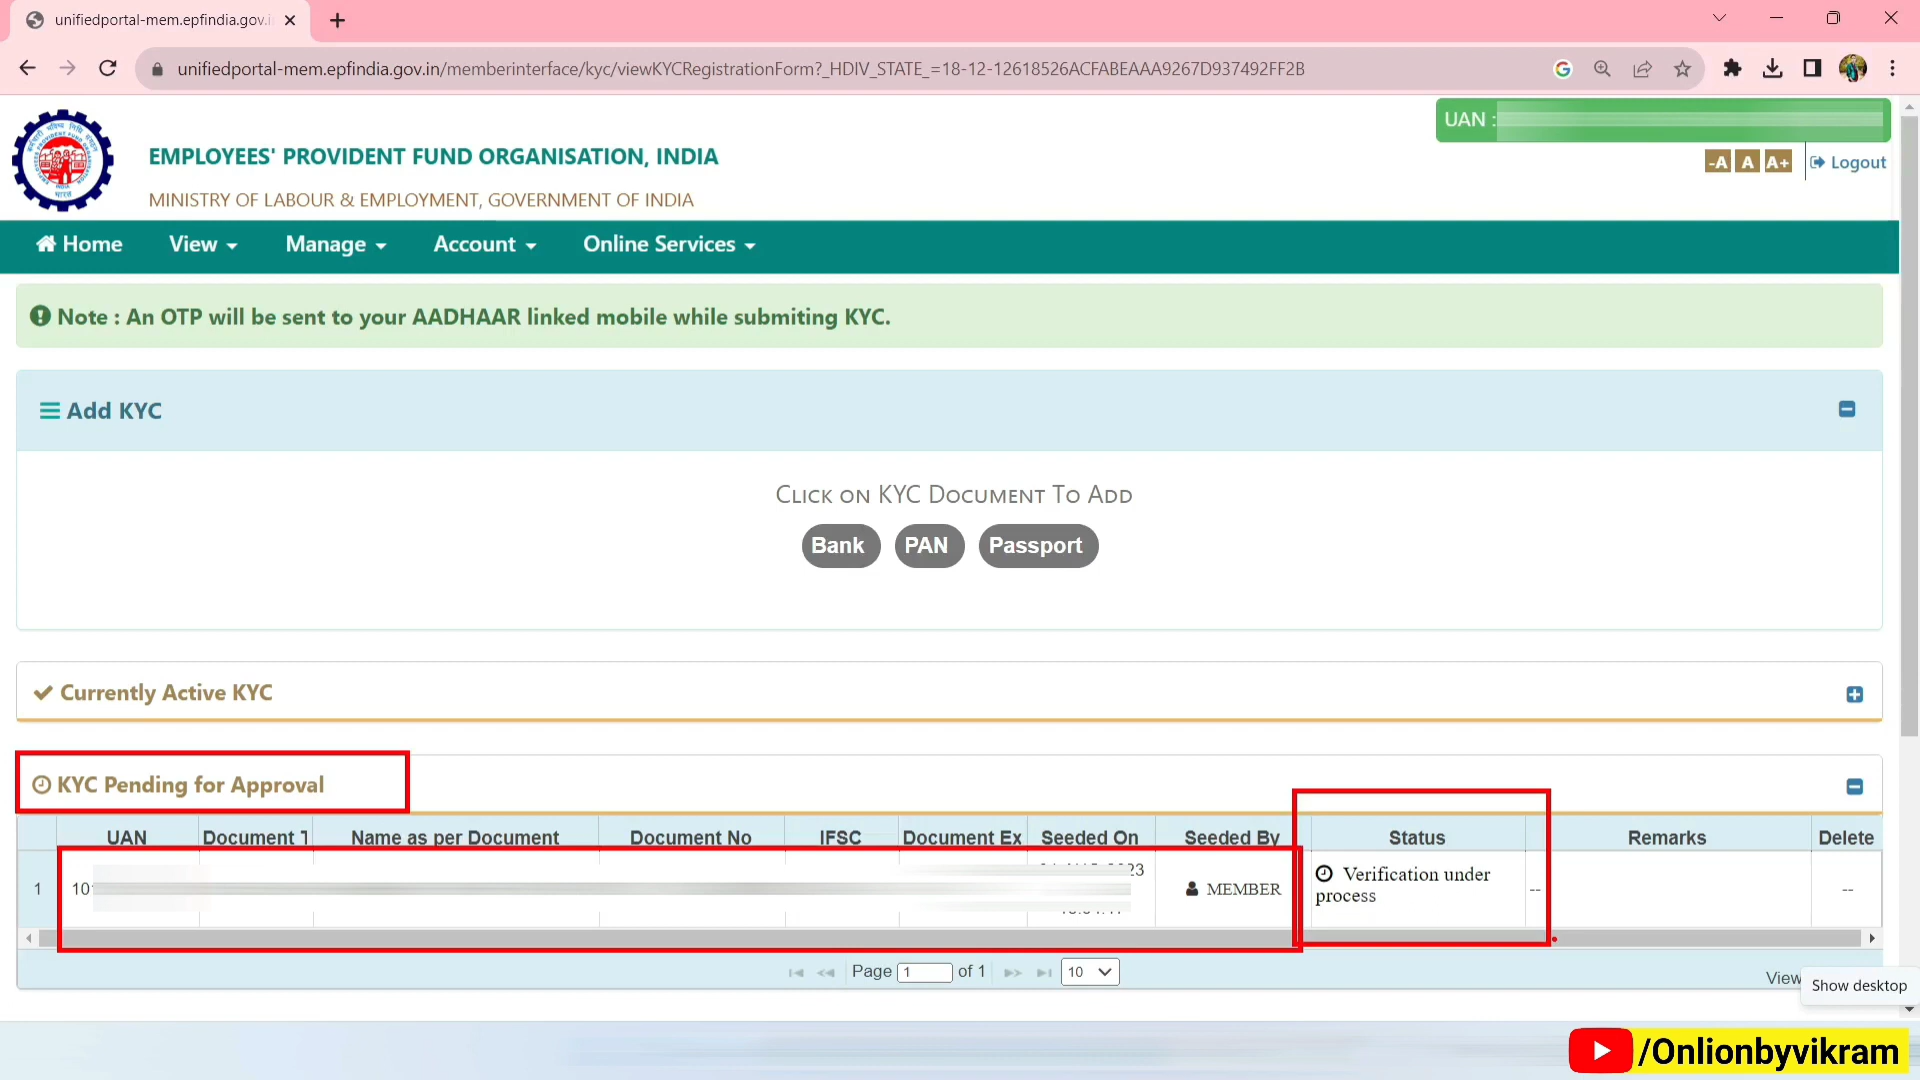 unifiedportal-mem.epfindia.gov.i
unifiedportal-mem.epfindia.gov.in/memberinterface/kyc/viewKYCRegistrationForm?_HDIV_STATE_=18-12-12618526ACFABEAAA9267D937492FF2B
UAN :
EMPLOYEES' PROVIDENT FUND ORGANISATION, INDIA
-A A A+ Logout
MINISTRY OF LABOUR & EMPLOYMENT, GOVERNMENT OF INDIA
Home View Manage Account Online Services
Note : An OTP will be sent to your AADHAAR linked mobile while submiting KYC.
Add KYC
CLICK ON KYC DOCUMENT TO ADD
Bank PAN Passport
Currently Active KYC
KYC Pending for Approval
UAN Document T Name as per Document Document No IFSC Document Ex Seeded On Seeded By Status Remarks Delete
1 10 23 MEMBER Verification under
process -- --
Page 1 of 1 10
View
Show desktop
/Onlionbyvikram